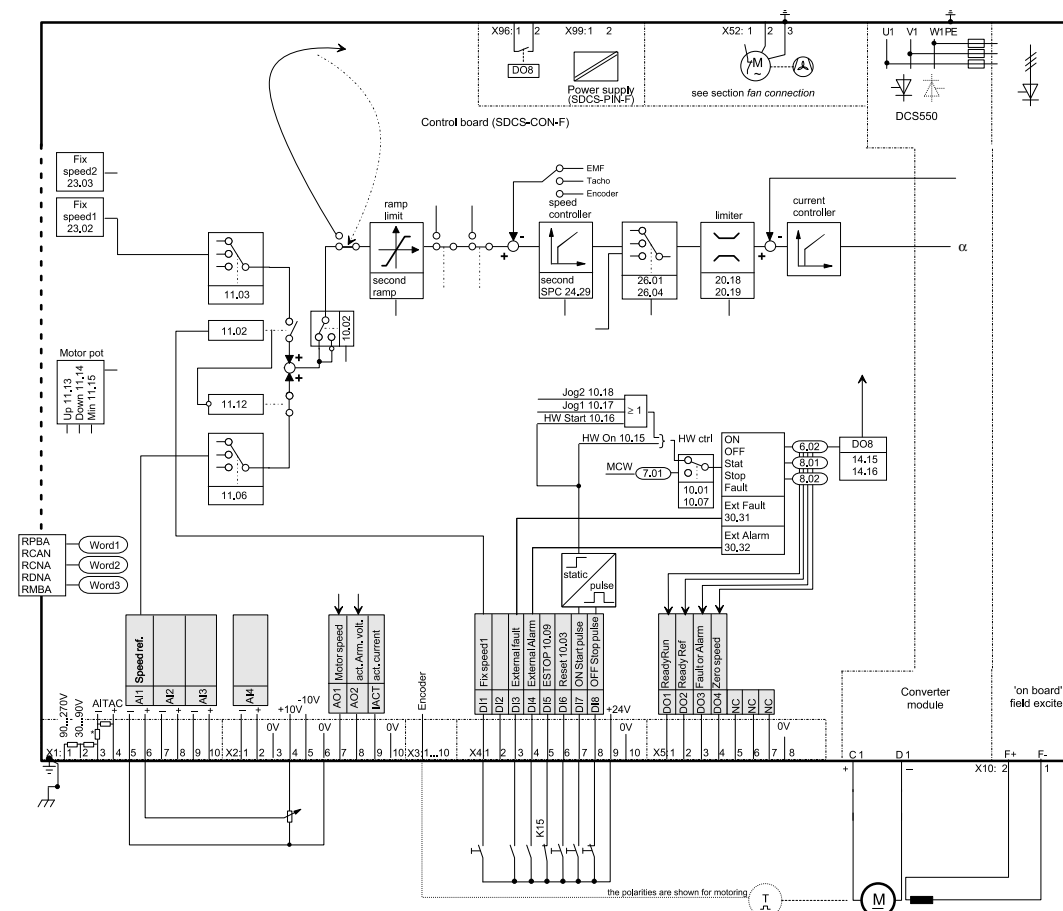 X96: 1 2
X99: 1 2
X52: 1 2 3
U1 V1 W1 PE
DO8
M
~
Power supply
(SDCS-PIN-F)
see section fan connection
DCS550
Control board (SDCS-CON-F)
Fix
speed2
23.03
Fix
speed1
23.02
EMF
Tacho
Encoder
ramp
limit
speed
controller
limiter
current
controller
second
ramp
second
SPC 24.29
26.01
26.04
20.18
20.19
α
11.03
11.02
10.02
11.12
11.06
Motor pot
Up 11.13
Down 11.14
Min 11.15
Jog2 10.18
Jog1 10.17
HW Start 10.16
≥ 1
HW On 10.15
HW ctrl
MCW
7.01
10.01
10.07
ON
OFF
Stat
Stop
Fault
Ext Fault
30.31
Ext Alarm
30.32
6.02
8.01
8.02
DO8
14.15
14.16
static
pulse
RPBA
RCAN
RCNA
RDNA
RMBA
Word1
Word2
Word3
90...270V
30...90V
AITAC
− +
AI1 Speed ref.
AI2
AI3
AI4
− + − + − + − +
+10V
-10V
0V
AO1 Motor speed
AO2 act. Arm. volt.
IACT act. current
0V
0V
Encoder
DI1 Fix speed1
DI2
DI3 External fault
DI4 External Alarm
DI5 ESTOP 10.09
DI6 Reset 10.03
DI7 ON Start pulse
DI8 OFF Stop pulse
+24V
0V
DO1 ReadyRun
DO2 Ready Ref
DO3 Fault or Alarm
DO4 Zero speed
NC
NC
NC
0V
Converter
module
'on board'
field excite
X1: 1 2 3 4 5 6 7 8 9 10
X2: 1 2 3 4 5 6 7 8 9 10
X3: 1...10
X4: 1 2 3 4 5 6 7 8 9 10
X5: 1 2 3 4 5 6 7 8
C 1
D 1
F+
F-
X10: 2 1
+ −
K15
the polarities are shown for motoring
T
M